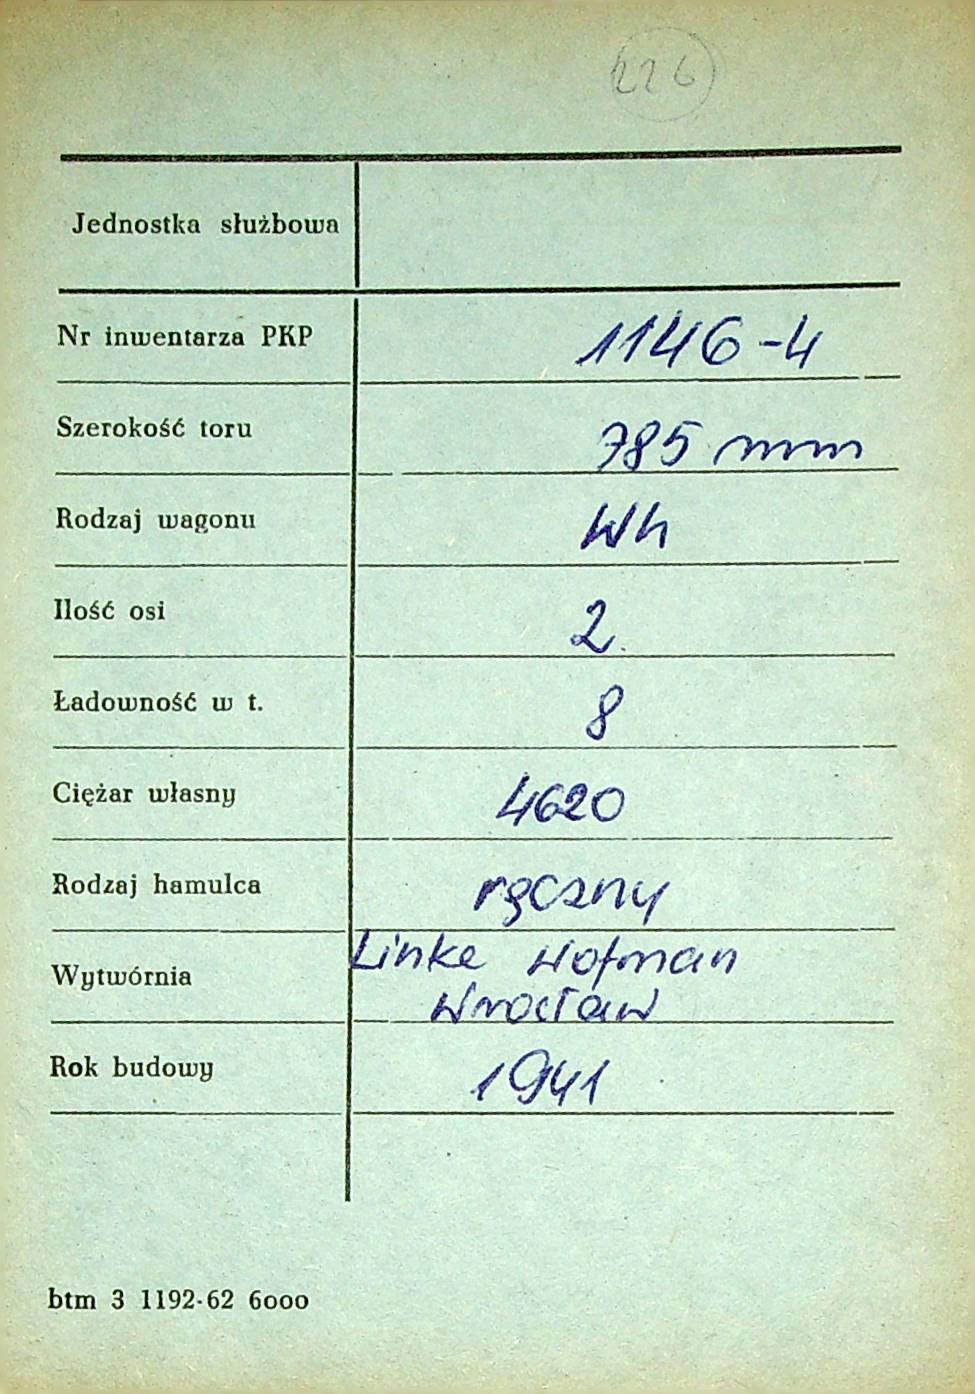 226
Jednostka służbowa
Nr inwentarza PKP 1146-4
Szerokość toru 785 mm
Rodzaj wagonu Wh
Ilość osi 2
Ładowność w t. 8
Ciężar własny 4620
Rodzaj hamulca ręczny
Linke Hofman
Wytwórnia
Wrocław
Rok budowy 1941
btm 3 1192-62 6000